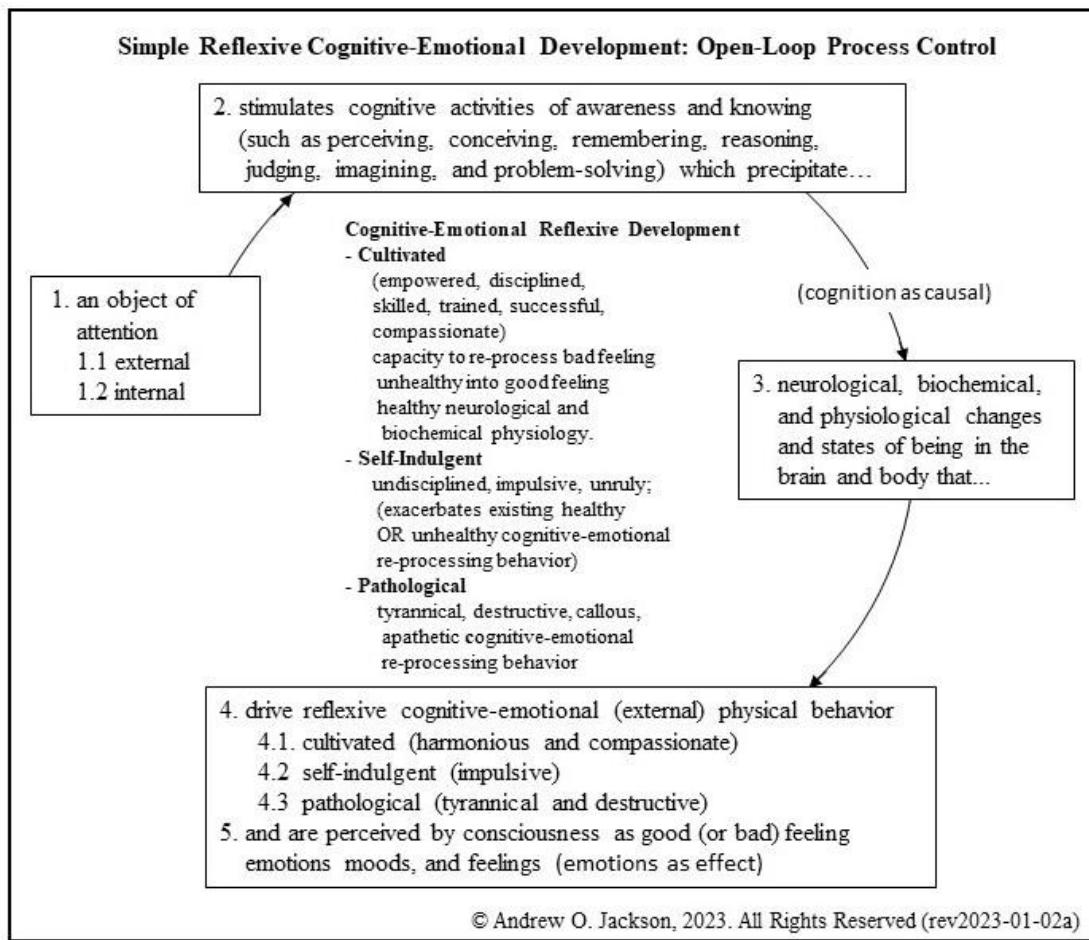 Simple Reflexive Cognitive-Emotional Development: Open-Loop Process Control
2. stimulates cognitive activities of awareness and knowing
(such as perceiving, conceiving, remembering, reasoning,
judging, imagining, and problem-solving) which precipitate…
1. an object of
attention
1.1 external
1.2 internal
Cognitive-Emotional Reflexive Development
- Cultivated
(empowered, disciplined,
skilled, trained, successful,
compassionate)
capacity to re-process bad feeling
unhealthy into good feeling
healthy neurological and
biochemical physiology.
- Self-Indulgent
undisciplined, impulsive, unruly;
(exacerbates existing healthy
OR unhealthy cognitive-emotional
re-processing behavior)
- Pathological
tyrannical, destructive, callous,
apathetic cognitive-emotional
re-processing behavior
(cognition as causal)
3. neurological, biochemical,
and physiological changes
and states of being in the
brain and body that...
4. drive reflexive cognitive-emotional (external) physical behavior
4.1. cultivated (harmonious and compassionate)
4.2 self-indulgent (impulsive)
4.3 pathological (tyrannical and destructive)
5. and are perceived by consciousness as good (or bad) feeling
emotions moods, and feelings (emotions as effect)
© Andrew O. Jackson, 2023. All Rights Reserved (rev2023-01-02a)